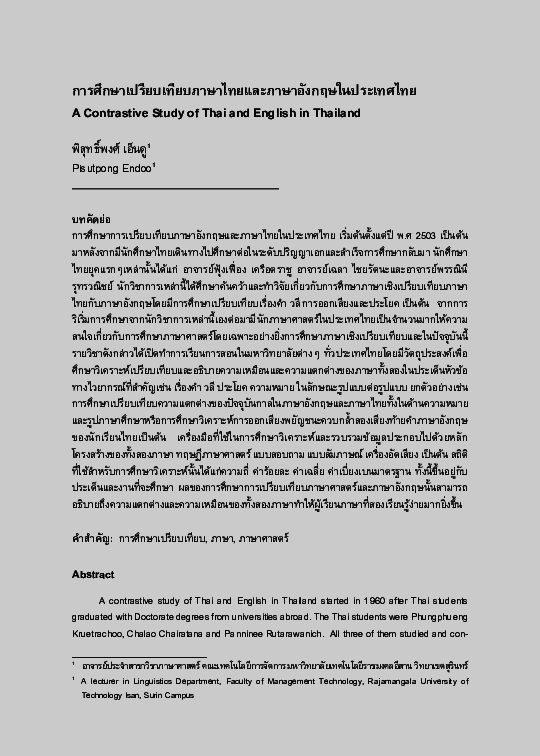 การศึกษาเปรียบเทียบภาษาไทยและภาษาอังกฤษในประเทศไทย
A Contrastive Study of Thai and English in Thailand
พิสุทธิ์พงศ์ เอ็นดู¹
Pisutpong Endoo¹
บทคัดย่อ
การศึกษาการเปรียบเทียบภาษาอังกฤษและภาษาไทยในประเทศไทย เริ่มต้นตั้งแต่ปี พ.ศ 2503 เป็นต้น
มาหลังจากมีนักศึกษาไทยเดินทางไปศึกษาต่อในระดับปริญญาเอกและสำเร็จการศึกษากลับมา นักศึกษา
ไทยยุคแรกๆเหล่านั้นได้แก่ อาจารย์ฟุ้งเฟื่อง เครือตราชู อาจารย์เฉลา ไชยรัตนะและอาจารย์พรณินี
รุทรวณิชย์ นักวิชาการเหล่านี้ได้ศึกษาค้นคว้าและทำวิจัยเกี่ยวกับการศึกษาภาษาเชิงเปรียบเทียบภาษา
ไทยกับภาษาอังกฤษโดยมีการศึกษาเปรียบเทียบเรื่องคำ วลี การออกเสียงและประโยค เป็นต้น จากการ
ริเริ่มการศึกษาจากนักวิชาการเหล่านี้เองต่อมามีนักภาษาศาสตร์ในประเทศไทยเป็นจำนวนมากให้ความ
สนใจเกี่ยวกับการศึกษาภาษาศาสตร์โดยเฉพาะอย่างยิ่งการศึกษาภาษาเชิงเปรียบเทียบและในปัจจุบันนี้
รายวิชาดังกล่าวได้เปิดทำการเรียนการสอนในมหาวิทยาลัยต่าง ๆ ทั่วประเทศไทยโดยมีวัตถุประสงค์เพื่อ
ศึกษาวิเคราะห์เปรียบเทียบและอธิบายความเหมือนและความแตกต่างของภาษาทั้งสองในประเด็นหัวข้อ
ทางไวยากรณ์ที่สำคัญเช่น เรื่องคำ วลี ประโยค ความหมาย ในลักษณะรูปแบบต่อรูปแบบ ยกตัวอย่างเช่น
การศึกษาเปรียบเทียบความแตกต่างของปัจจุบันกาลในภาษาอังกฤษและภาษาไทยทั้งในด้านความหมาย
และรูปภาษาศึกษาหรือการศึกษาวิเคราะห์การออกเสียงพยัญชนะควบกล้ำสองเสียงท้ายคำภาษาอังกฤษ
ของนักเรียนไทยเป็นต้น เครื่องมือที่ใช้ในการศึกษาวิเคราะห์และรวบรวมข้อมูลประกอบไปด้วยหลัก
โครงสร้างของทั้งสองภาษา ทฤษฎีภาษาศาสตร์ แบบสอบถาม แบบสัมภาษณ์ เครื่องอัดเสียง เป็นต้น สถิติ
ที่ใช้สำหรับการศึกษาวิเคราะห์นั้นได้แก่ความถี่ ค่าร้อยละ ค่าเฉลี่ย ค่าเบี่ยงเบนมาตรฐาน ทั้งนี้ขึ้นอยู่กับ
ประเด็นและงานที่จะศึกษา ผลของการศึกษาการเปรียบเทียบภาษาศาสตร์และภาษาอังกฤษนั้นสามารถ
อธิบายถึงความแตกต่างและความเหมือนของทั้งสองภาษาทำให้ผู้เรียนภาษาที่สองเรียนรู้ง่ายมากยิ่งขึ้น
คำสำคัญ: การศึกษาเปรียบเทียบ, ภาษา, ภาษาศาสตร์
Abstract
A contrastive study of Thai and English in Thailand started in 1960 after Thai students
graduated with Doctorate degrees from universities abroad. The Thai students were Phungphueng
Kruetrachoo, Chalao Chairatana and Panninee Rutarawanich. All three of them studied and con-
¹ อาจารย์ประจำสาขาวิชาภาษาศาสตร์ คณะเทคโนโลยีการจัดการมหาวิทยาลัยเทคโนโลยีราชมงคลอีสาน วิทยาเขตสุรินทร์
¹ A lecturer in Linguistics Department, Faculty of Management Technology, Rajamangala University of
Technology Isan, Surin Campus